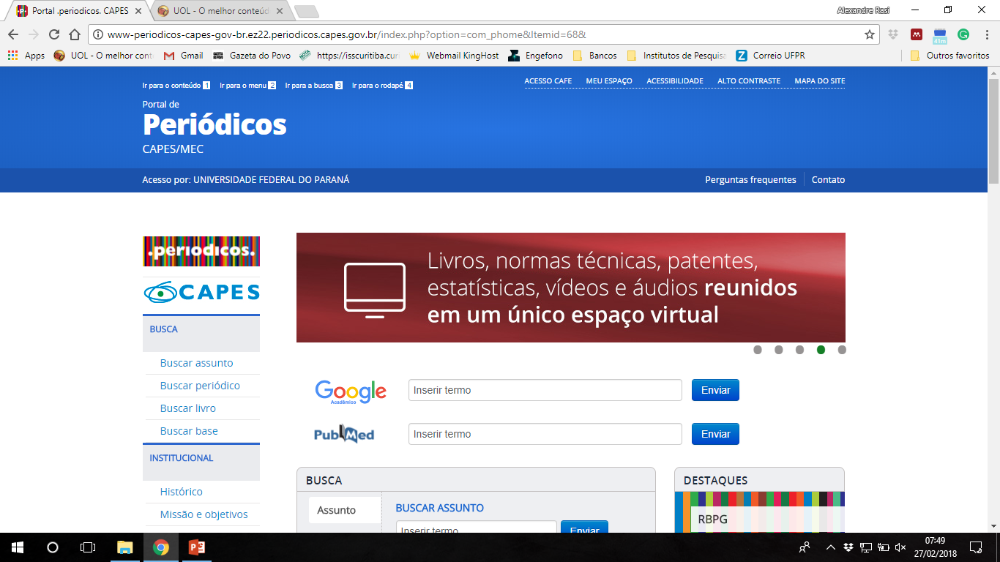 Portal .periodicos. CAPES
UOL - O melhor conteúd
Alexandre Rasi
www-periodicos-capes-gov-br.ez22.periodicos.capes.gov.br/index.php?option=com_phome&Itemid=68&
41m
Apps
UOL - O melhor cont
Gmail
Gazeta do Povo
https://isscuritiba.curi
Webmail KingHost
Engefono
Bancos
Institutos de Pesquisa
Correio UFPR
Outros favoritos
Ir para o conteúdo 1
Ir para o menu 2
Ir para a busca 3
Ir para o rodapé 4
ACESSO CAFE
MEU ESPAÇO
ACESSIBILIDADE
ALTO CONTRASTE
MAPA DO SITE
Portal de
Periódicos
CAPES/MEC
Acesso por: UNIVERSIDADE FEDERAL DO PARANÁ
Perguntas frequentes
Contato
.periodicos.
CAPES
BUSCA
Buscar assunto
Buscar periódico
Buscar livro
Buscar base
INSTITUCIONAL
Histórico
Missão e objetivos
Livros, normas técnicas, patentes,
estatísticas, vídeos e áudios reunidos
em um único espaço virtual
Google
Acadêmico
Inserir termo
Enviar
PubMed
Inserir termo
Enviar
BUSCA
Assunto
BUSCAR ASSUNTO
Inserir termo
Enviar
DESTAQUES
RBPG
07:49
27/02/2018